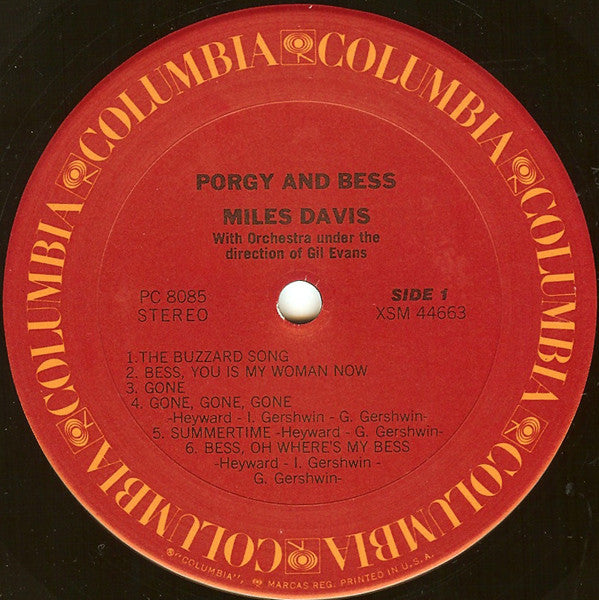 COLUMBIA COLUMBIA COLUMBIA COLUMBIA COLUMBIA COLUMBIA
PORGY AND BESS
MILES DAVIS
With Orchestra under the
direction of Gil Evans
PC 8085
STEREO
SIDE 1
XSM 44663
1.THE BUZZARD SONG
2. BESS, YOU IS MY WOMAN NOW
3. GONE
4. GONE, GONE, GONE
-Heyward - I. Gershwin - G. Gershwin-
5. SUMMERTIME -Heyward - G. Gershwin-
6. BESS, OH WHERE'S MY BESS
-Heyward - I. Gershwin -
G. Gershwin-
®"COLUMBIA", MARCAS REG. PRINTED IN U.S.A.